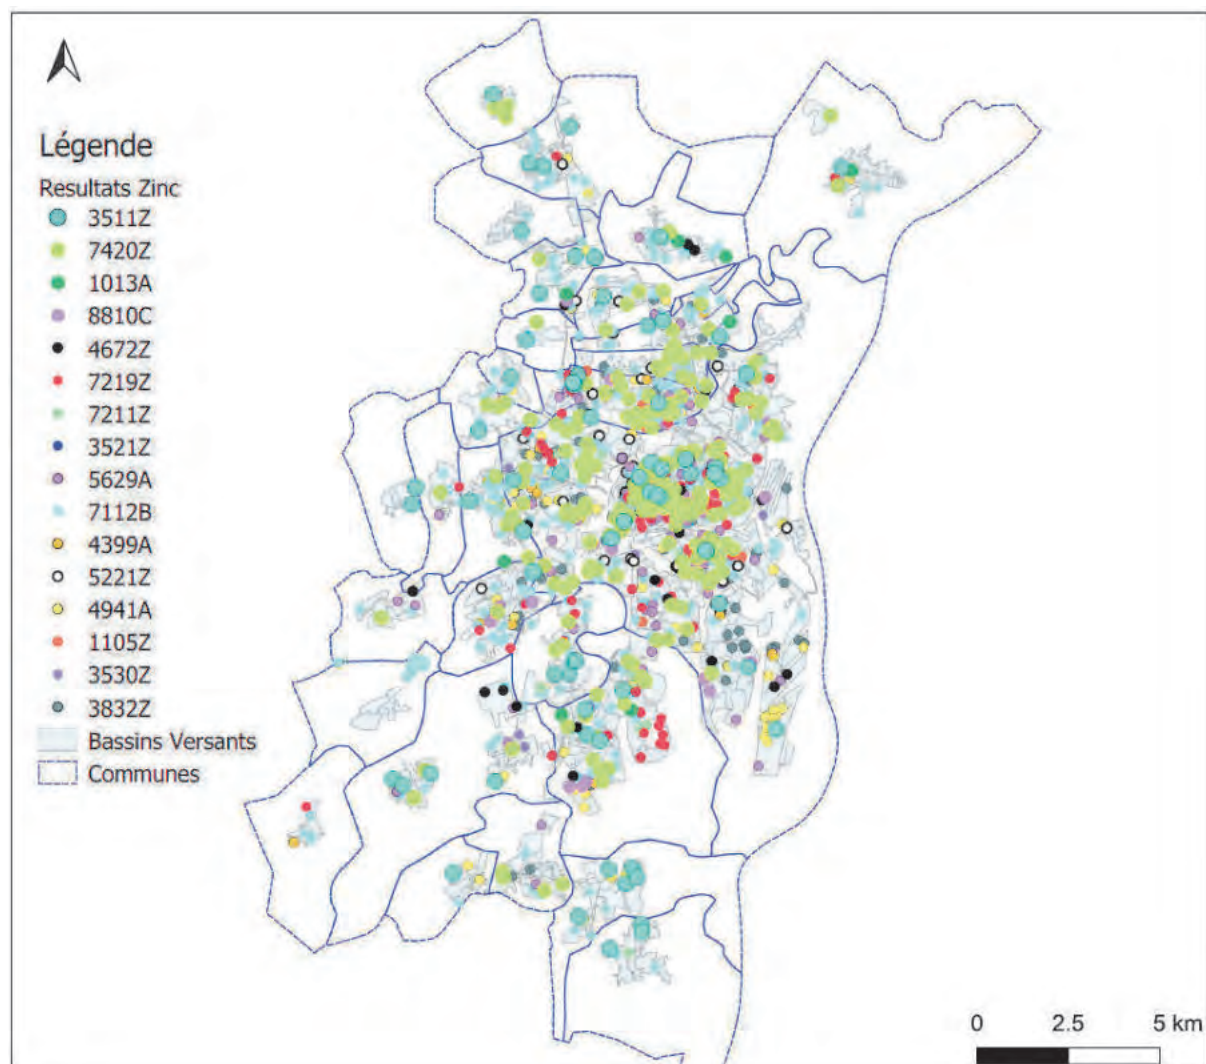 Légende
Resultats Zinc
3511Z
7420Z
1013A
8810C
4672Z
7219Z
7211Z
3521Z
5629A
7112B
4399A
5221Z
4941A
1105Z
3530Z
3832Z
Bassins Versants
Communes
0 2.5 5 km